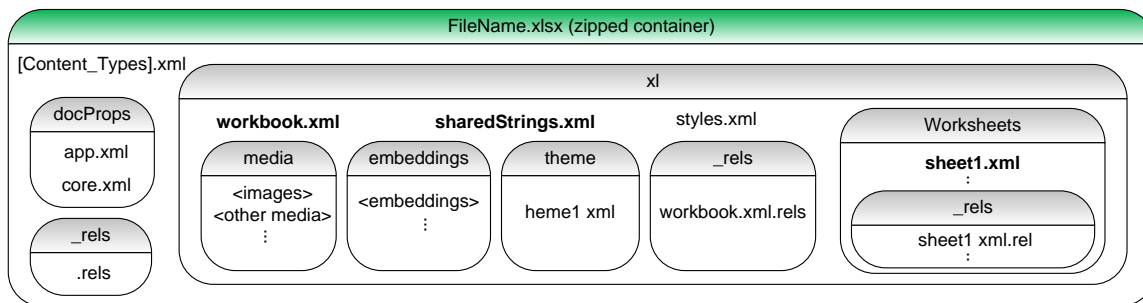 FileName.xlsx (zipped container)
[Content_Types].xml
docProps
app.xml
core.xml
_rels
.rels
xl
workbook.xml
sharedStrings.xml
styles.xml
media
<images>
<other media>
⋮
embeddings
<embeddings>
⋮
theme
heme1 xml
_rels
workbook.xml.rels
Worksheets
sheet1.xml
⋮
_rels
sheet1 xml.rel
⋮